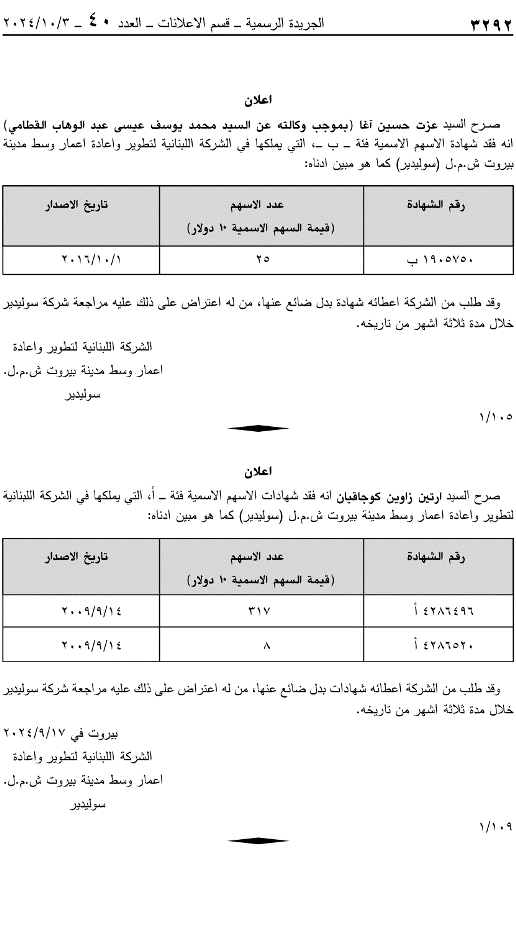 ٣٢٩٢ الجريدة الرسمية – قسم الاعلانات – العدد ٤٠ – ٢٠٢٤/١٠/٣
اعلان
صرح السيد عزت حسين آغا (بموجب وكالته عن السيد محمد يوسف عيسى عبد الوهاب القطامي)
انه فقد شهادة الاسهم الاسمية فئة – ب –، التي يملكها في الشركة اللبنانية لتطوير واعادة اعمار وسط مدينة
بيروت ش.م.ل (سوليدير) كما هو مبين ادناه:
رقم الشهادة عدد الاسهم تاريخ الاصدار
(قيمة السهم الاسمية ١٠ دولار)
١٩٠٥٧٥٠ ب ٢٥ ٢٠١٦/١٠/١
وقد طلب من الشركة اعطائه شهادة بدل ضائع عنها، من له اعتراض على ذلك عليه مراجعة شركة سوليدير
خلال مدة ثلاثة اشهر من تاريخه.
الشركة اللبنانية لتطوير واعادة
اعمار وسط مدينة بيروت ش.م.ل.
سوليدير
١/١٠٥
اعلان
صرح السيد ارتين زاوين كوجاقيان انه فقد شهادات الاسهم الاسمية فئة – أ، التي يملكها في الشركة اللبنانية
لتطوير واعادة اعمار وسط مدينة بيروت ش.م.ل (سوليدير) كما هو مبين ادناه:
رقم الشهادة عدد الاسهم تاريخ الاصدار
(قيمة السهم الاسمية ١٠ دولار)
٤٢٨٦٤٩٦ أ ٣١٧ ٢٠٠٩/٩/١٤
٤٢٨٦٥٢٠ أ ٨ ٢٠٠٩/٩/١٤
وقد طلب من الشركة اعطائه شهادات بدل ضائع عنها، من له اعتراض على ذلك عليه مراجعة شركة سوليدير
خلال مدة ثلاثة اشهر من تاريخه.
بيروت في ٢٠٢٤/٩/١٧
الشركة اللبنانية لتطوير واعادة
اعمار وسط مدينة بيروت ش.م.ل.
سوليدير
١/١٠٩